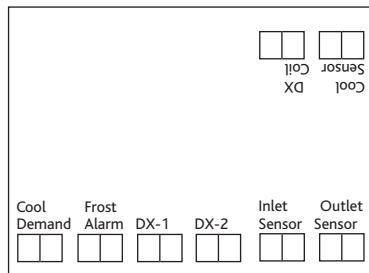 DX
Coil
Cool
Sensor
Cool
Demand
Frost
Alarm
DX-1
DX-2
Inlet
Sensor
Outlet
Sensor